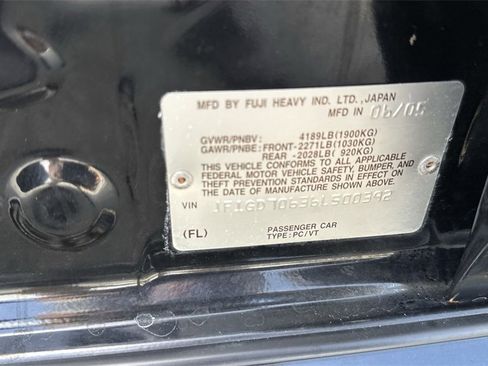 MFD BY FUJI HEAVY IND. LTD.,JAPAN
MFD IN 05/05
GVWR/PNBV: 4189LB(1900KG)
GAWR/PNBE:FRONT-2271LB(1030KG)
REAR -2028LB( 920KG)
THIS VEHICLE CONFORMS TO ALL APPLICABLE
FEDERAL MOTOR VEHICLE SAFETY, BUMPER, AND
THEFT PREVENTION STANDARDS IN EFFECT ON
THE DATE OF MANUFACTURE SHOWN ABOVE.
VIN
(FL) PASSENGER CAR
TYPE:PC/VT